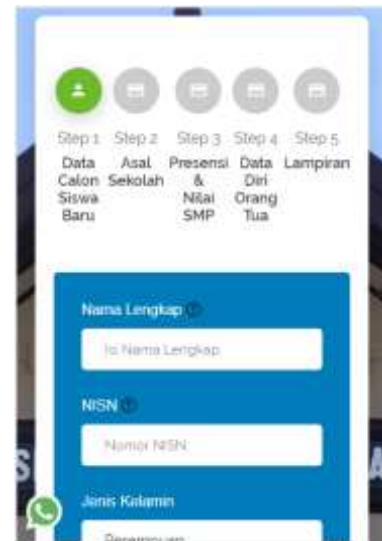 Step 1 Step 2 Step 3 Step 4 Step 5
Data Calon Siswa Baru
Asal Sekolah
Presensi & Nilai SMP
Data Diri Orang Tua
Lampiran
Nama Lengkap
Isi Nama Lengkap
NISN
Nomor NISN
Jenis Kelamin
Perempuan